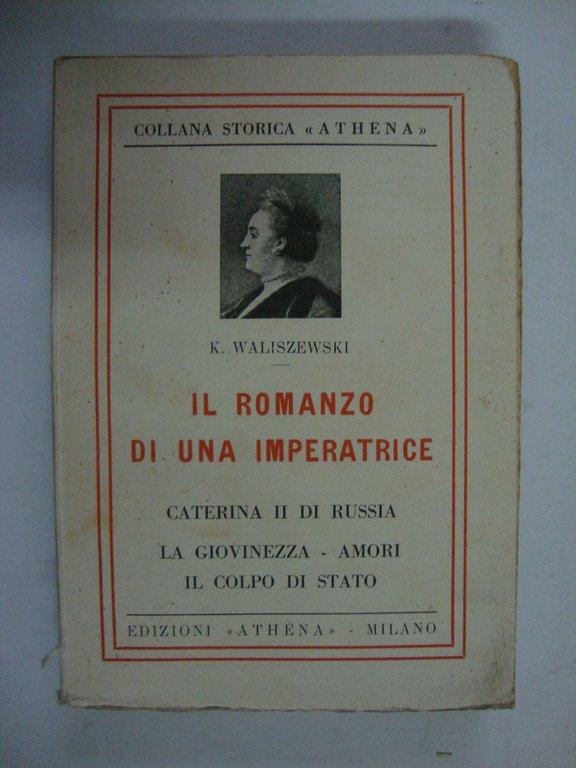 COLLANA STORICA «ATHENA»
K. WALISZEWSKI
IL ROMANZO
DI UNA IMPERATRICE
CATERINA II DI RUSSIA
LA GIOVINEZZA - AMORI
IL COLPO DI STATO
EDIZIONI «ATHÉNA» - MILANO